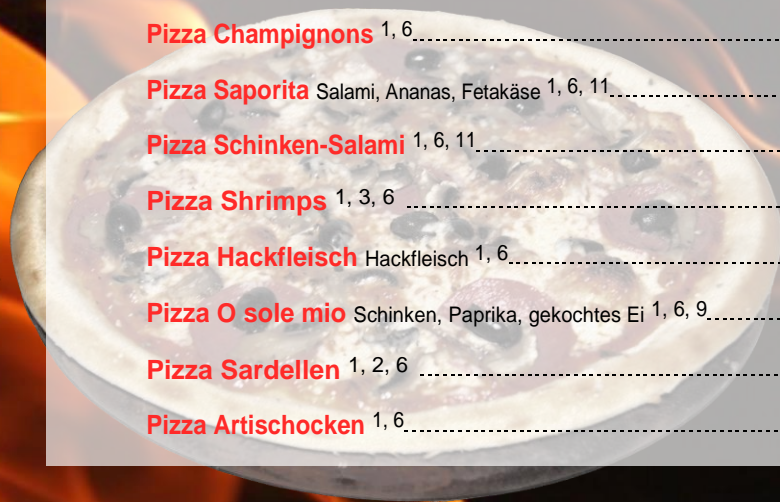 Pizza Champignons 1, 6
Pizza Saporita Salami, Ananas, Fetakäse 1, 6, 11
Pizza Schinken-Salami 1, 6, 11
Pizza Shrimps 1, 3, 6
Pizza Hackfleisch Hackfleisch 1, 6
Pizza O sole mio Schinken, Paprika, gekochtes Ei 1, 6, 9
Pizza Sardellen 1, 2, 6
Pizza Artischocken 1, 6